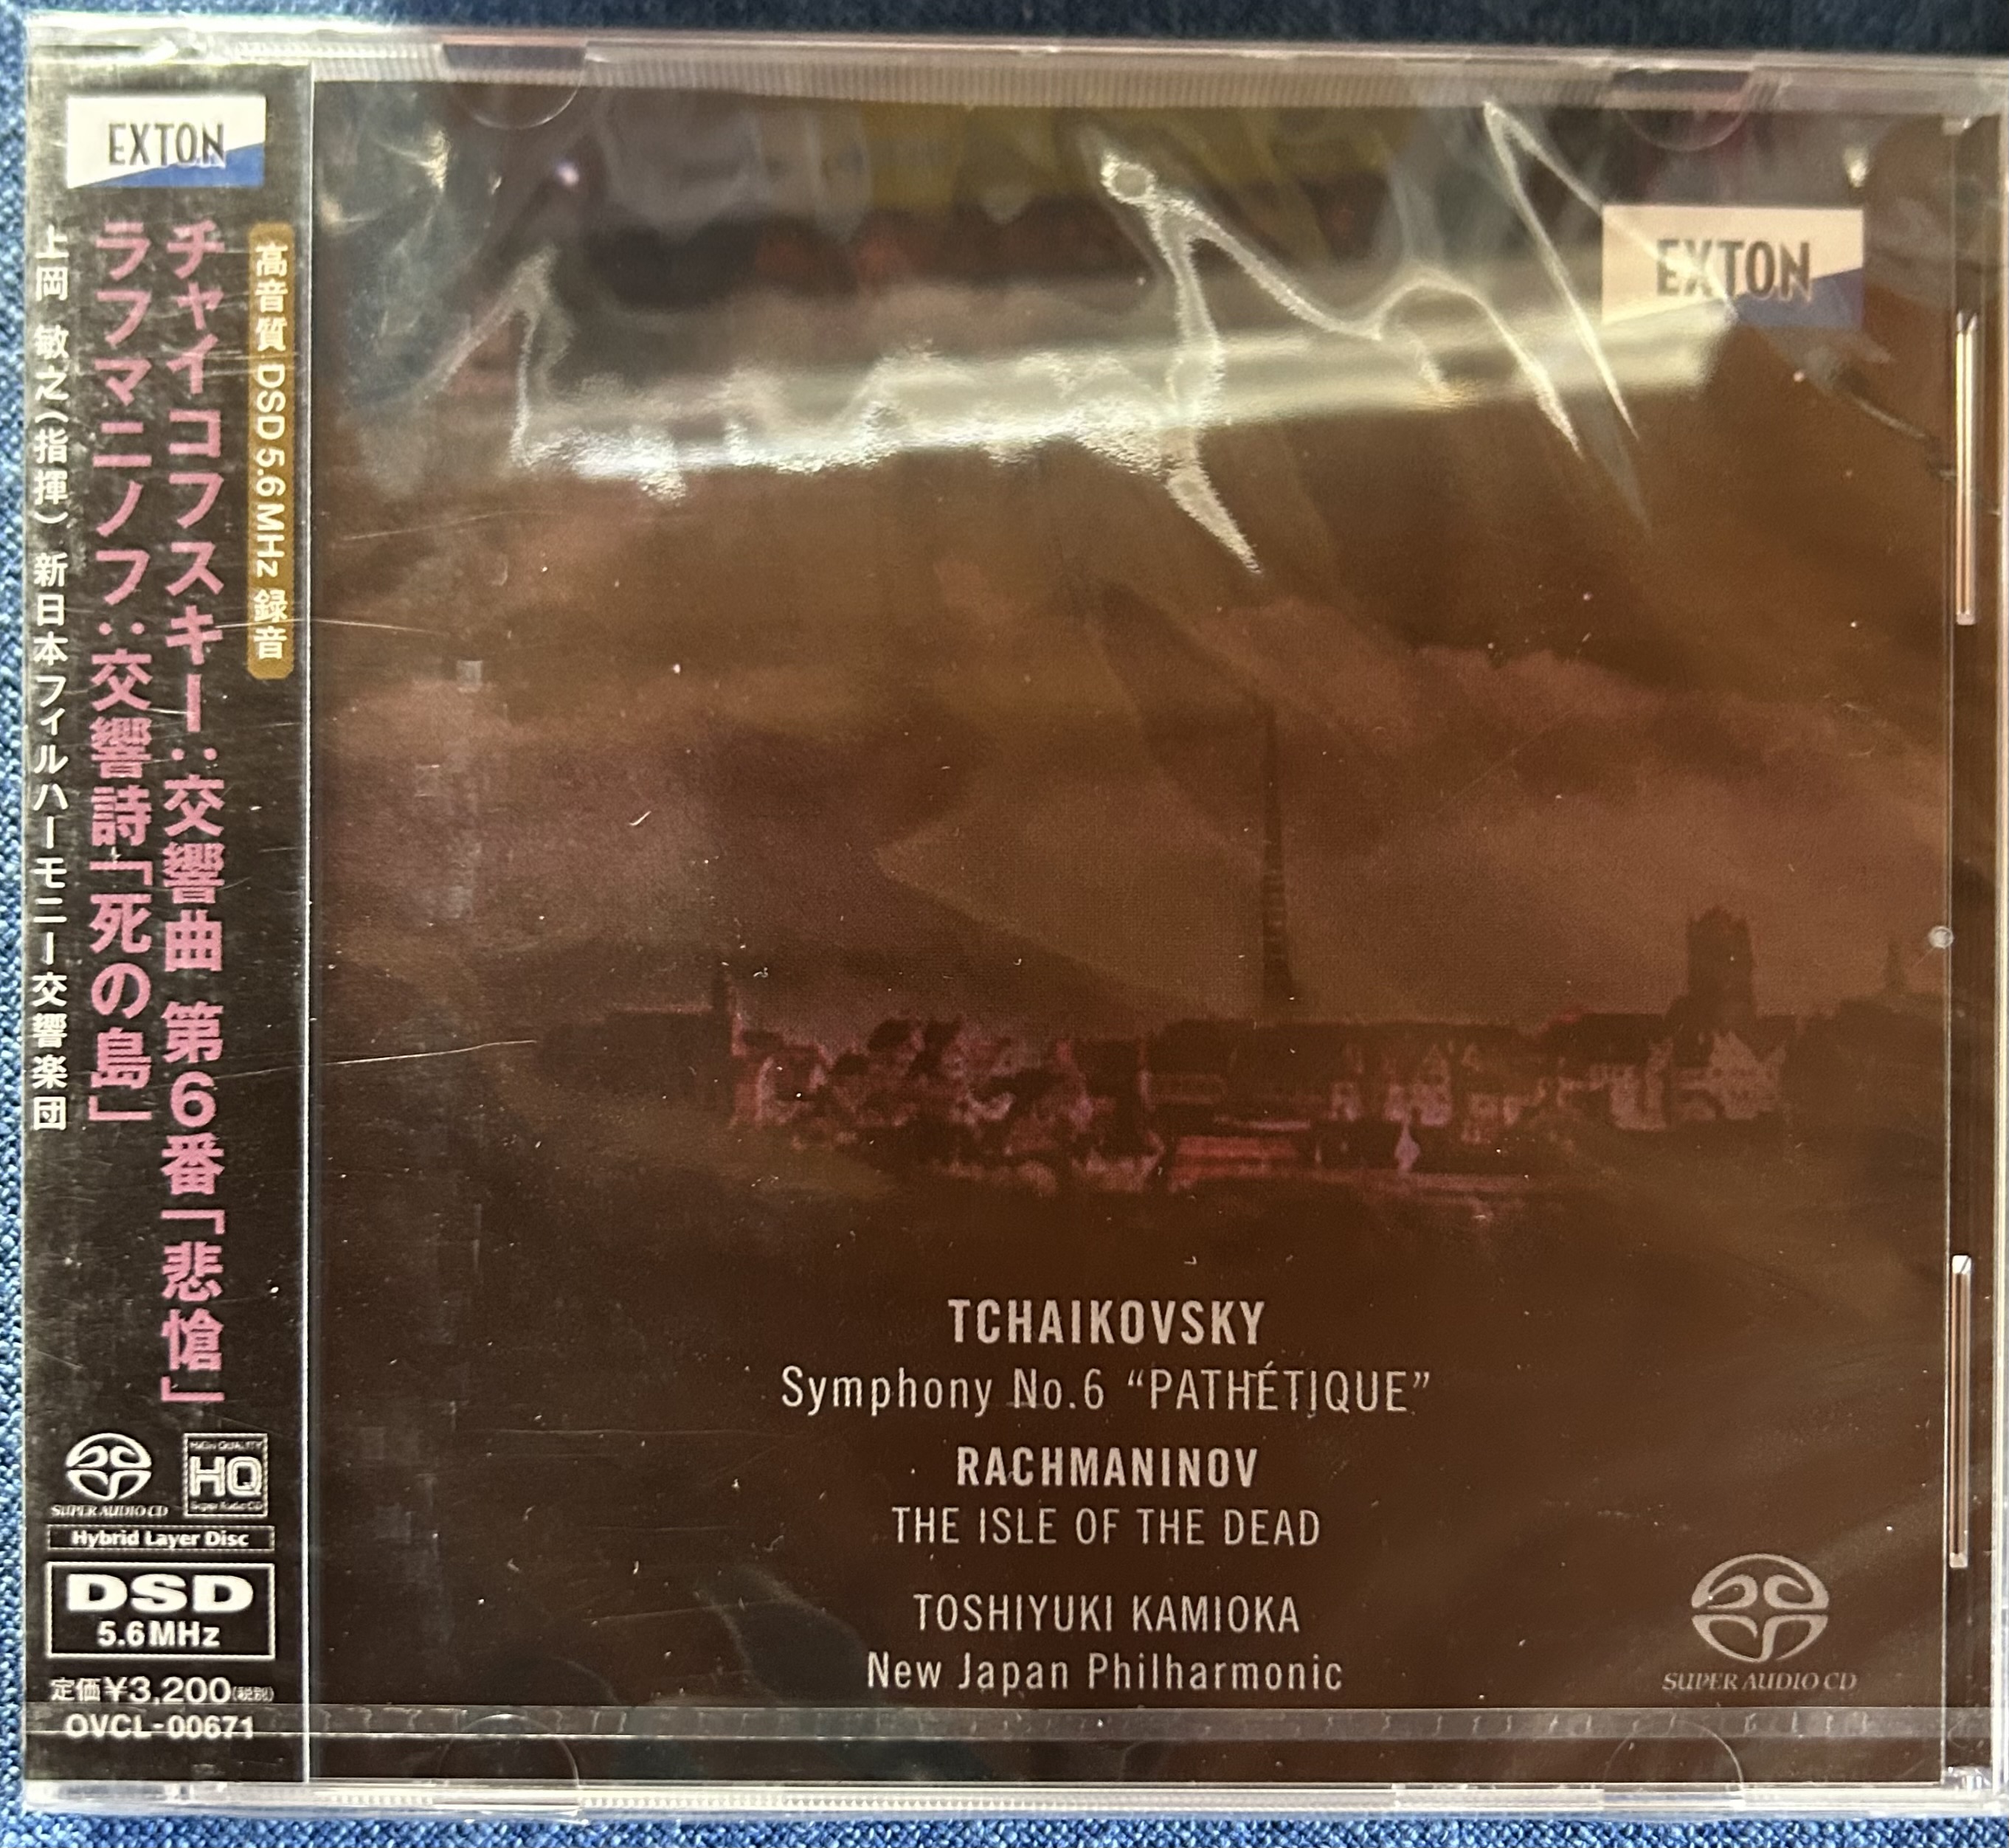 EXTON
高音質 DSD 5.6MHz 録音
チャイコフスキー：交響曲 第6番「悲愴」
ラフマニノフ：交響詩「死の島」
上岡 敏之（指揮）新日本フィルハーモニー交響楽団
SUPER AUDIO CD
HiGH QUALITY
HQ
Super Audio CD
Hybrid Layer Disc
DSD
5.6MHz
定価¥3,200(税別)
OVCL-00671
EXTON
TCHAIKOVSKY
Symphony No.6 “PATHÉTIQUE”
RACHMANINOV
THE ISLE OF THE DEAD
TOSHIYUKI KAMIOKA
New Japan Philharmonic
SUPER AUDIO CD